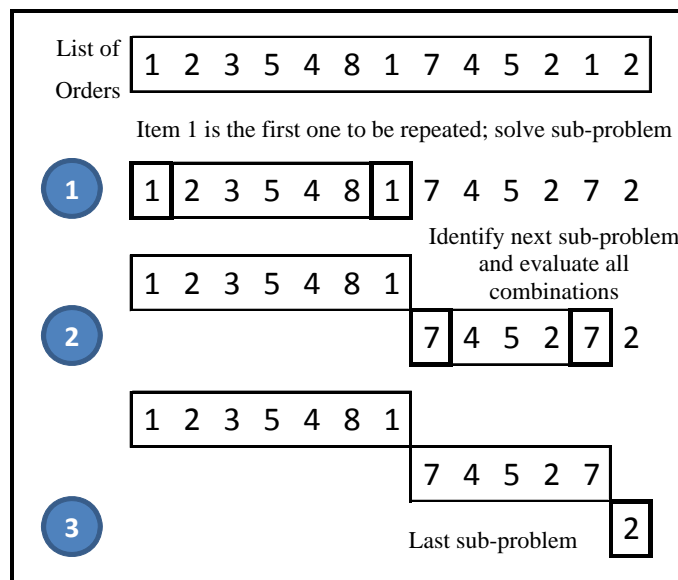 List of
Orders
1 2 3 5 4 8 1 7 4 5 2 1 2
Item 1 is the first one to be repeated; solve sub-problem
1
1 2 3 5 4 8 1 7 4 5 2 7 2
Identify next sub-problem
and evaluate all
combinations
1 2 3 5 4 8 1
2
7 4 5 2 7 2
1 2 3 5 4 8 1
7 4 5 2 7
3
Last sub-problem
2